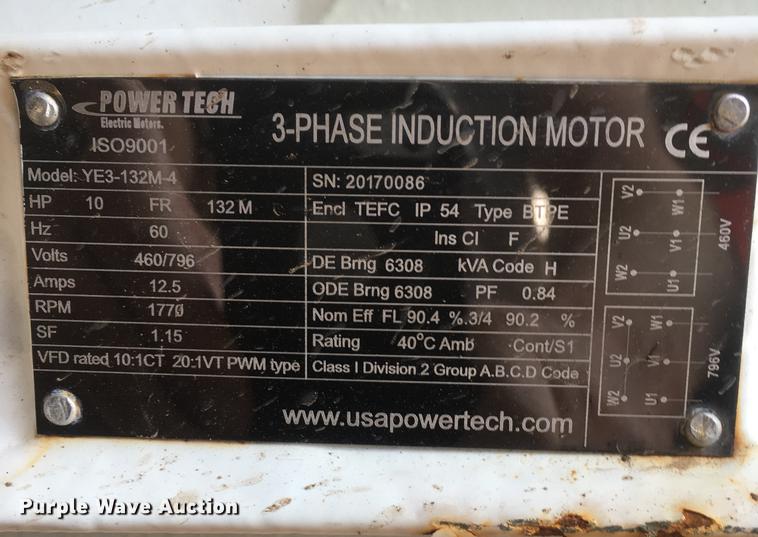 POWER TECH
Electric Motors.
ISO9001
3-PHASE INDUCTION MOTOR CE
Model: YE3-132M-4
HP 10 FR 132 M
Hz 60
Volts 460/796
Amps 12.5
RPM 1770
SF 1.15
VFD rated 10:1CT 20:1VT PWM type
SN: 20170086
Encl TEFC IP 54 Type BTPE
Ins Cl F
DE Brng 6308 kVA Code H
ODE Brng 6308 PF 0.84
Nom Eff FL 90.4 %.3/4 90.2 %
Rating 40°C Amb Cont/S1
Class I Division 2 Group A.B.C.D Code
V2 W1
U2 V1
W2 U1
460V
V2 W1
U2 V1
W2 U1
796V
www.usapowertech.com
Purple Wave Auction